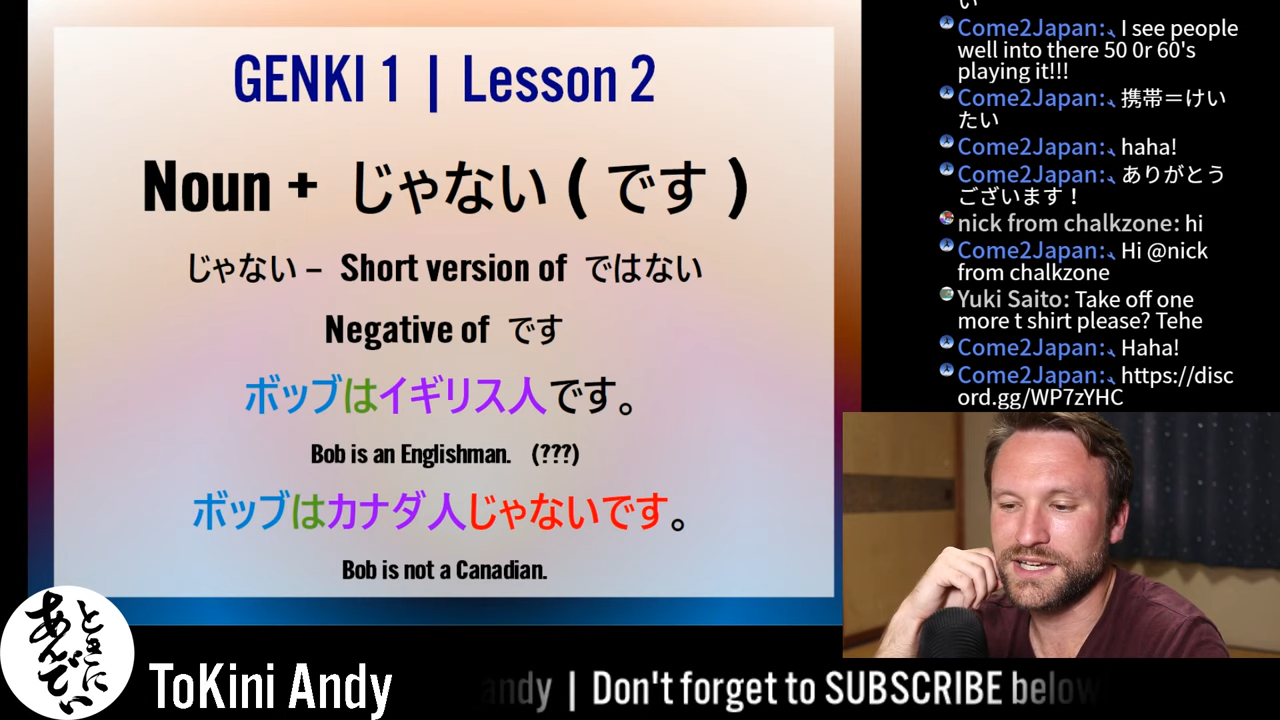 GENKI 1 | Lesson 2
Noun + じゃない ( です )
じゃない – Short version of ではない
Negative of です
ボッブはイギリス人です。
Bob is an Englishman. (???)
ボッブはカナダ人じゃないです。
Bob is not a Canadian.
い
Come2Japan: I see people
well into there 50 0r 60's
playing it!!!
Come2Japan: 携帯＝けい
たい
Come2Japan: haha!
Come2Japan: ありがとう
ございます！
nick from chalkzone: hi
Come2Japan: Hi @nick
from chalkzone
Yuki Saito: Take off one
more t shirt please? Tehe
Come2Japan: Haha!
Come2Japan: https://disc
ord.gg/WP7zYHC
ときに
あんでぃ
ToKini Andy
andy | Don't forget to SUBSCRIBE below